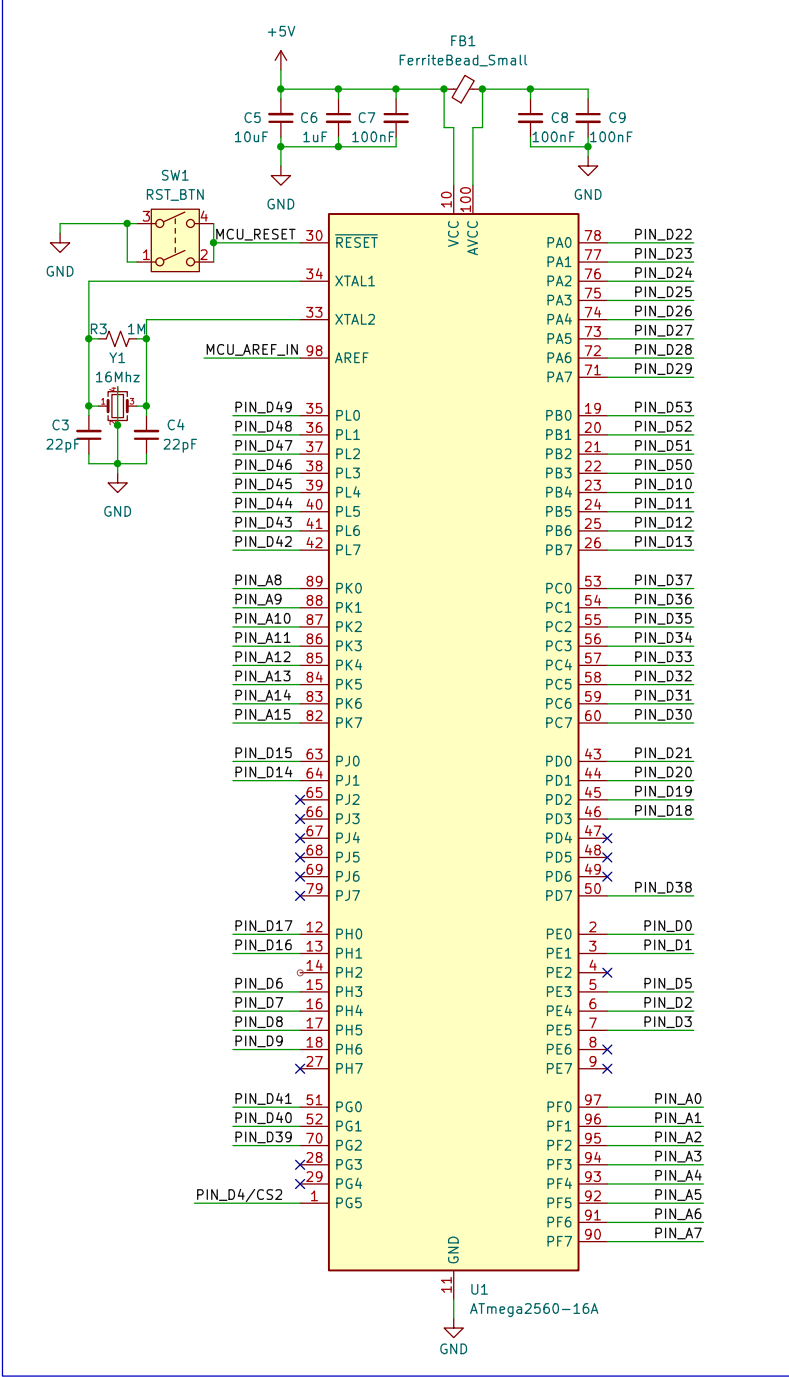 +5V
FB1
FerriteBead_Small
C5
10uF
C6
1uF
C7
100nF
C8
100nF
C9
100nF
GND
GND
SW1
RST_BTN
3 4
1 2
GND
10 100
VCC AVCC
MCU_RESET 30 RESET
34 XTAL1
33 XTAL2
MCU_AREF_IN 98 AREF
R3 1M
Y1
16Mhz
1 2 3
C3
22pF
C4
22pF
GND
PIN_D49 35 PL0
PIN_D48 36 PL1
PIN_D47 37 PL2
PIN_D46 38 PL3
PIN_D45 39 PL4
PIN_D44 40 PL5
PIN_D43 41 PL6
PIN_D42 42 PL7
PIN_A8 89 PK0
PIN_A9 88 PK1
PIN_A10 87 PK2
PIN_A11 86 PK3
PIN_A12 85 PK4
PIN_A13 84 PK5
PIN_A14 83 PK6
PIN_A15 82 PK7
PIN_D15 63 PJ0
PIN_D14 64 PJ1
65 PJ2
66 PJ3
67 PJ4
68 PJ5
69 PJ6
79 PJ7
PIN_D17 12 PH0
PIN_D16 13 PH1
14 PH2
PIN_D6 15 PH3
PIN_D7 16 PH4
PIN_D8 17 PH5
PIN_D9 18 PH6
27 PH7
PIN_D41 51 PG0
PIN_D40 52 PG1
PIN_D39 70 PG2
28 PG3
29 PG4
PIN_D4/CS2 1 PG5
PA0 78 PIN_D22
PA1 77 PIN_D23
PA2 76 PIN_D24
PA3 75 PIN_D25
PA4 74 PIN_D26
PA5 73 PIN_D27
PA6 72 PIN_D28
PA7 71 PIN_D29
PB0 19 PIN_D53
PB1 20 PIN_D52
PB2 21 PIN_D51
PB3 22 PIN_D50
PB4 23 PIN_D10
PB5 24 PIN_D11
PB6 25 PIN_D12
PB7 26 PIN_D13
PC0 53 PIN_D37
PC1 54 PIN_D36
PC2 55 PIN_D35
PC3 56 PIN_D34
PC4 57 PIN_D33
PC5 58 PIN_D32
PC6 59 PIN_D31
PC7 60 PIN_D30
PD0 43 PIN_D21
PD1 44 PIN_D20
PD2 45 PIN_D19
PD3 46 PIN_D18
PD4 47
PD5 48
PD6 49
PD7 50 PIN_D38
PE0 2 PIN_D0
PE1 3 PIN_D1
PE2 4
PE3 5 PIN_D5
PE4 6 PIN_D2
PE5 7 PIN_D3
PE6 8
PE7 9
PF0 97 PIN_A0
PF1 96 PIN_A1
PF2 95 PIN_A2
PF3 94 PIN_A3
PF4 93 PIN_A4
PF5 92 PIN_A5
PF6 91 PIN_A6
PF7 90 PIN_A7
GND
11
U1
ATmega2560-16A
GND